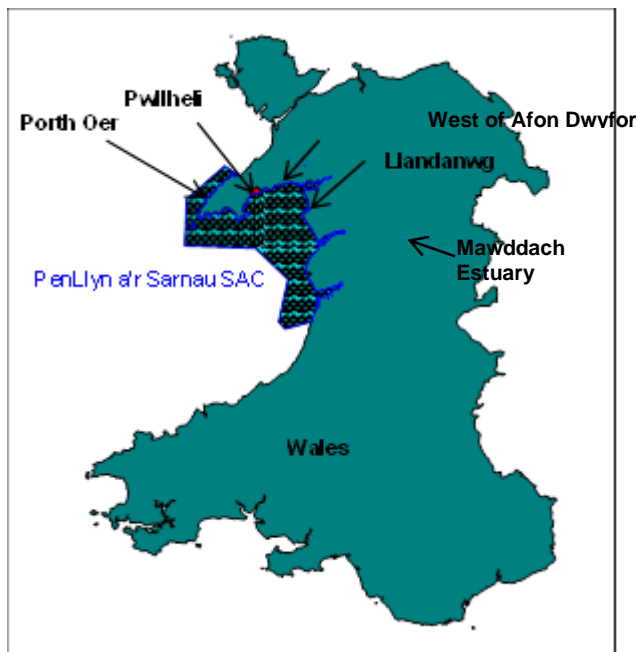 Pwllheli
Porth Oer
West of Afon Dwyfor
Llandanwg
Mawddach
Estuary
PenLlyn a'r Sarnau SAC
Wales